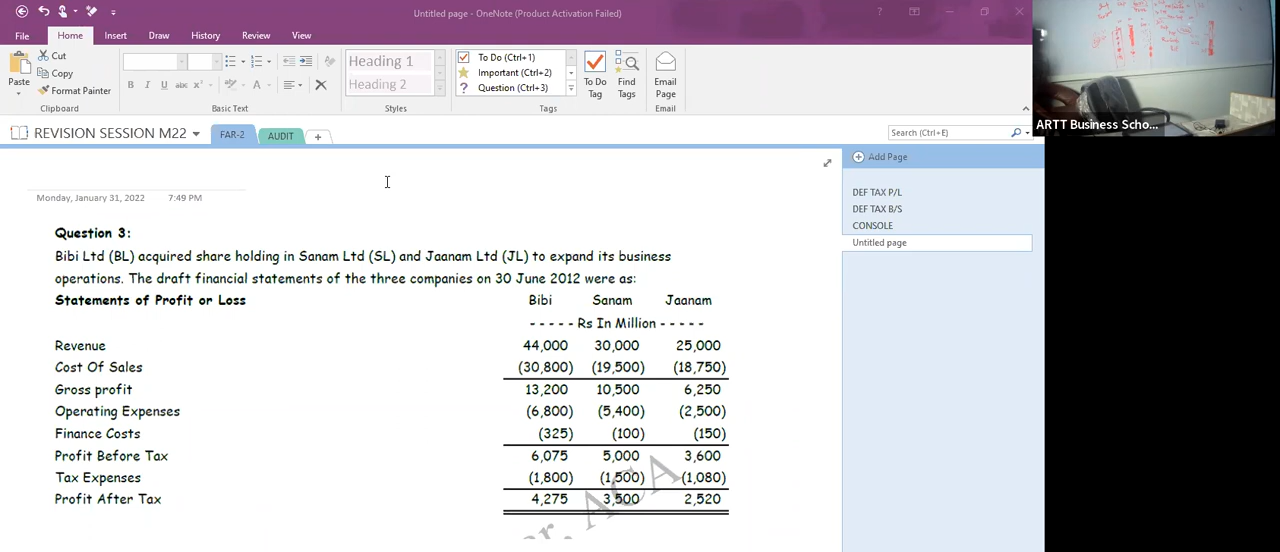 Untitled page - OneNote (Product Activation Failed)
File Home Insert Draw History Review View
Paste
Cut
Copy
Format Painter
Clipboard
B I U abc x
Basic Text
Heading 1
Heading 2
Styles
To Do (Ctrl+1)
Important (Ctrl+2)
Question (Ctrl+3)
To Do Tag
Find Tags
Tags
Email Page
Email
ARTT Business Scho...
REVISION SESSION M22
FAR-2
AUDIT
Search (Ctrl+E)
Add Page
DEF TAX P/L
DEF TAX B/S
CONSOLE
Untitled page
Monday, January 31, 2022 7:49 PM
Question 3:
Bibi Ltd (BL) acquired share holding in Sanam Ltd (SL) and Jaanam Ltd (JL) to expand its business
operations. The draft financial statements of the three companies on 30 June 2012 were as:
Statements of Profit or Loss Bibi Sanam Jaanam
- - - - - Rs In Million - - - - -
Revenue 44,000 30,000 25,000
Cost Of Sales (30,800) (19,500) (18,750)
Gross profit 13,200 10,500 6,250
Operating Expenses (6,800) (5,400) (2,500)
Finance Costs (325) (100) (150)
Profit Before Tax 6,075 5,000 3,600
Tax Expenses (1,800) (1,500) (1,080)
Profit After Tax 4,275 3,500 2,520
ACA